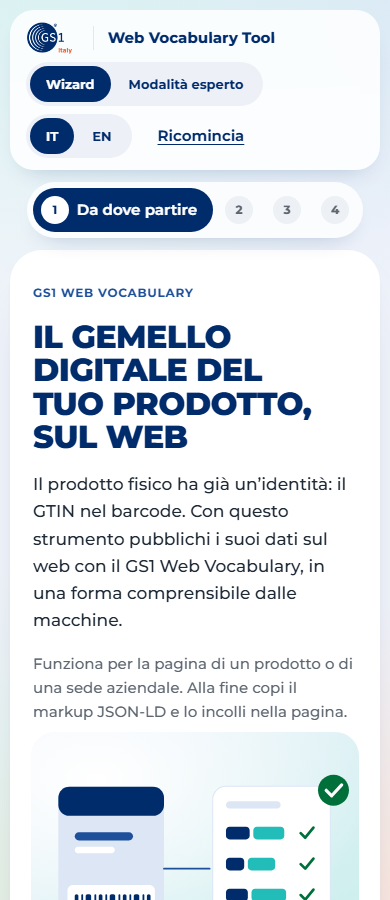 GS1
Italy
Web Vocabulary Tool
Wizard
Modalità esperto
IT
EN
Ricomincia
1 Da dove partire 2 3 4
GS1 WEB VOCABULARY
IL GEMELLO
DIGITALE DEL
TUO PRODOTTO,
SUL WEB
Il prodotto fisico ha già un’identità: il
GTIN nel barcode. Con questo
strumento pubblichi i suoi dati sul
web con il GS1 Web Vocabulary, in
una forma comprensibile dalle
macchine.
Funziona per la pagina di un prodotto o di
una sede aziendale. Alla fine copi il
markup JSON-LD e lo incolli nella pagina.